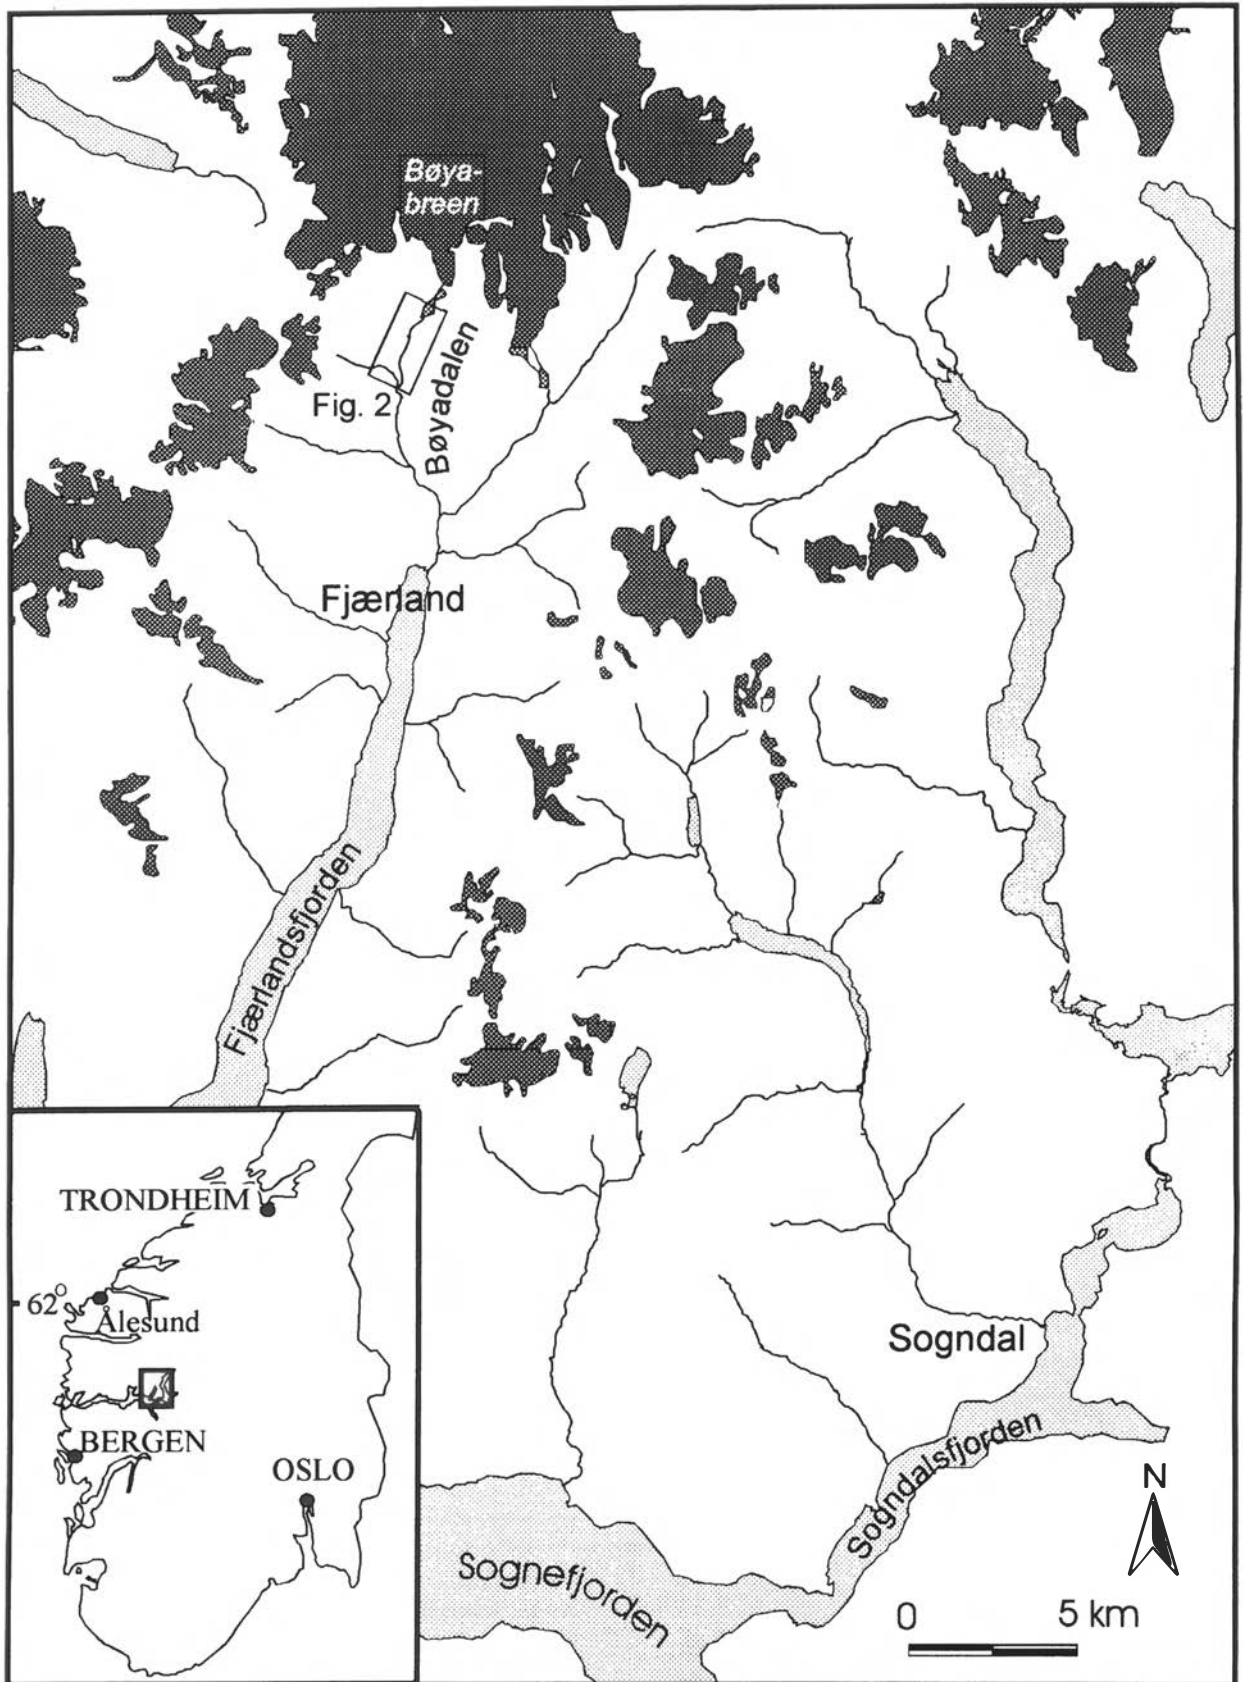 Bøya-
breen
Bøyadalen
Fig. 2
Fjærland
Fjærlandsfjorden
TRONDHEIM
62°
Ålesund
BERGEN
OSLO
Sogndal
Sogndalsfjorden
Sognefjorden
N
0 5 km